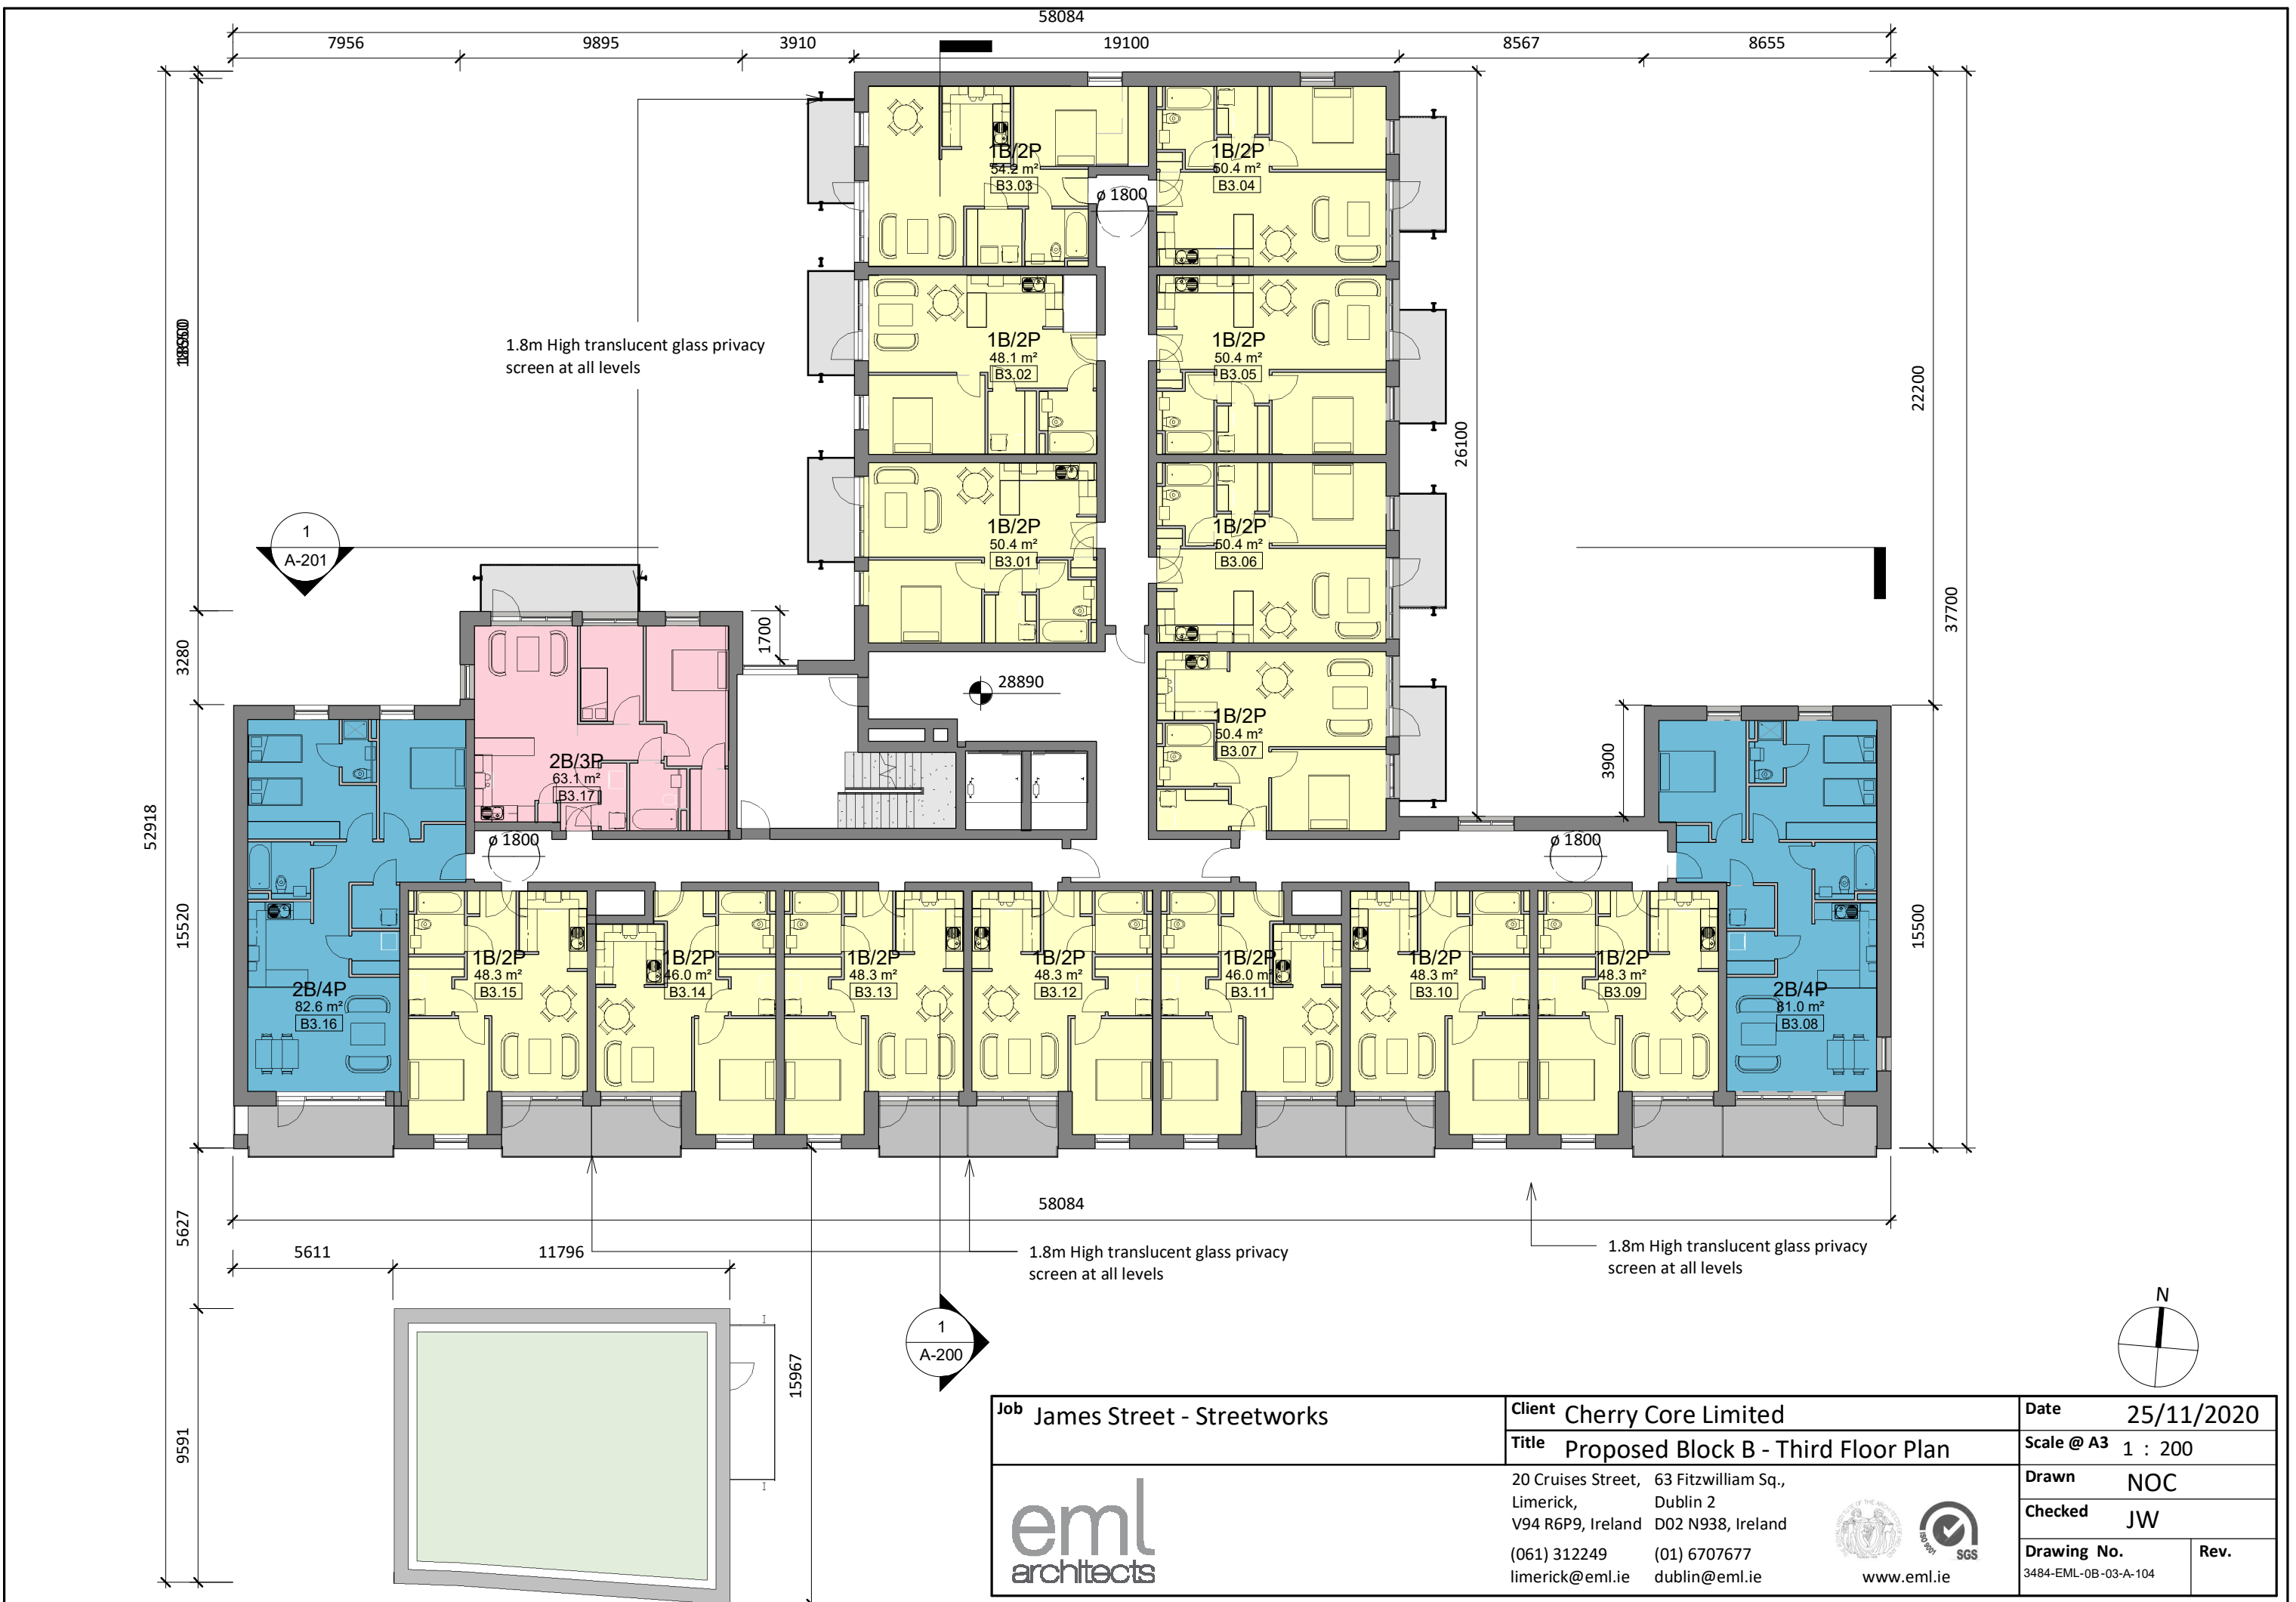 58084
7956
9895
3910
19100
8567
8655
1B/2P
54.2 m²
B3.03
1B/2P
50.4 m²
B3.04
ø 1800
1.8m High translucent glass privacy
screen at all levels
1B/2P
48.1 m²
B3.02
1B/2P
50.4 m²
B3.05
22200
26100
1B/2P
50.4 m²
B3.01
1B/2P
50.4 m²
B3.06
1
A-201
37700
3280
1700
28890
1B/2P
50.4 m²
B3.07
2B/3P
63.1 m²
B3.17
3900
52918
ø 1800
ø 1800
15520
15500
2B/4P
82.6 m²
B3.16
1B/2P
48.3 m²
B3.15
1B/2P
46.0 m²
B3.14
1B/2P
48.3 m²
B3.13
1B/2P
48.3 m²
B3.12
1B/2P
46.0 m²
B3.11
1B/2P
48.3 m²
B3.10
1B/2P
48.3 m²
B3.09
2B/4P
81.0 m²
B3.08
58084
5627
5611
11796
1.8m High translucent glass privacy
screen at all levels
1.8m High translucent glass privacy
screen at all levels
N
1
A-200
15967
9591
Job James Street - Streetworks
Client Cherry Core Limited
Title Proposed Block B - Third Floor Plan
Date 25/11/2020
Scale @ A3 1 : 200
Drawn NOC
Checked JW
Drawing No.
3484-EML-0B-03-A-104
Rev.
eml
architects
20 Cruises Street,
Limerick,
V94 R6P9, Ireland
(061) 312249
limerick@eml.ie
63 Fitzwilliam Sq.,
Dublin 2
D02 N938, Ireland
(01) 6707677
dublin@eml.ie
ISO 9001
SGS
www.eml.ie